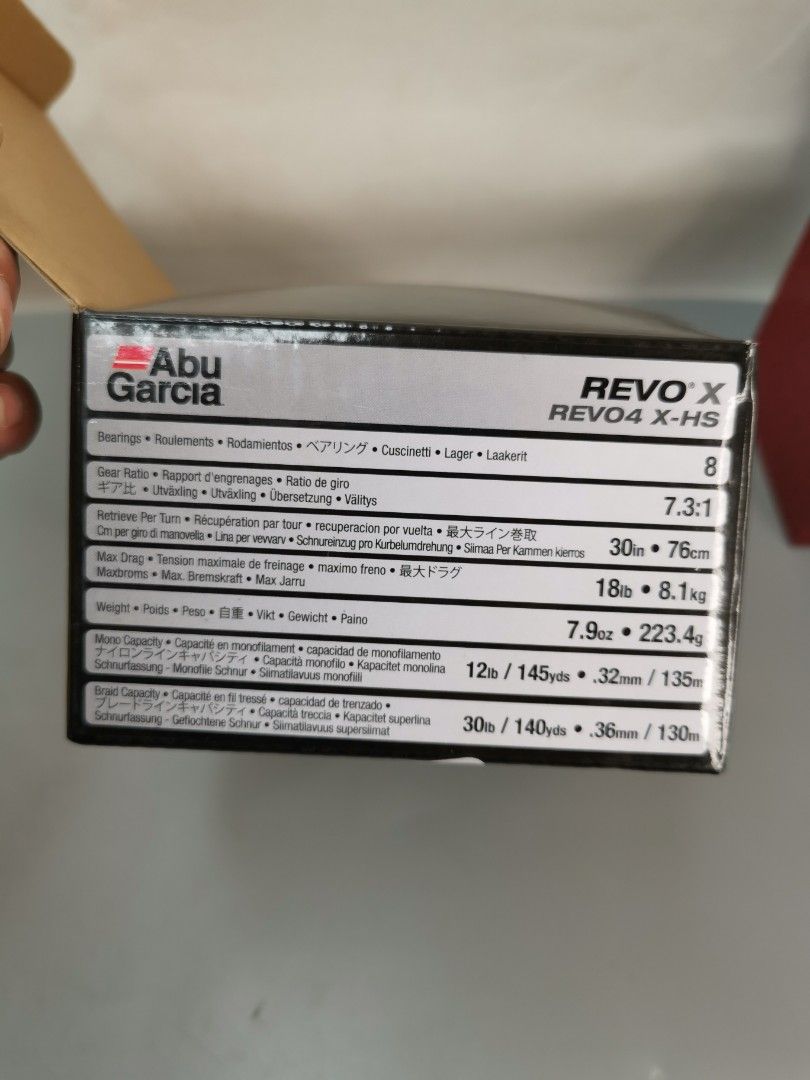 Abu
Garcia
REVO® X
REVO4 X-HS
Bearings • Roulements • Rodamientos • ベアリング • Cuscinetti • Lager • Laakerit
8
Gear Ratio • Rapport d'engrenages • Ratio de giro
ギア比 • Utväxling • Utväxling • Übersetzung • Välitys
7.3:1
Retrieve Per Turn • Récupération par tour • recuperacion por vuelta • 最大ライン巻取
Cm per giro di manovella • Lina per vevvarv • Schnureinzug pro Kurbelumdrehung • Siimaa Per Kammen kierros
30in • 76cm
Max Drag • Tension maximale de freinage • maximo freno • 最大ドラグ
Maxbroms • Max. Bremskraft • Max Jarru
18lb • 8.1kg
Weight • Poids • Peso • 自重 • Vikt • Gewicht • Paino
7.9oz • 223.4g
Mono Capacity • Capacité en monofilament • capacidad de monofilamento
ナイロンラインキャパシティ • Capacità monofilo • Kapacitet monolina
Schnurfassung - Monofile Schnur • Siimatilavuus monofiili
12lb / 145yds • .32mm / 135m
Braid Capacity • Capacité en fil tressé • capacidad de trenzado •
ブレードラインキャパシティ • Capacità treccia • Kapacitet superlina
Schnurfassung - Geflochtene Schnur • Siimatilavuus supersiimat
30lb / 140yds • .36mm / 130m